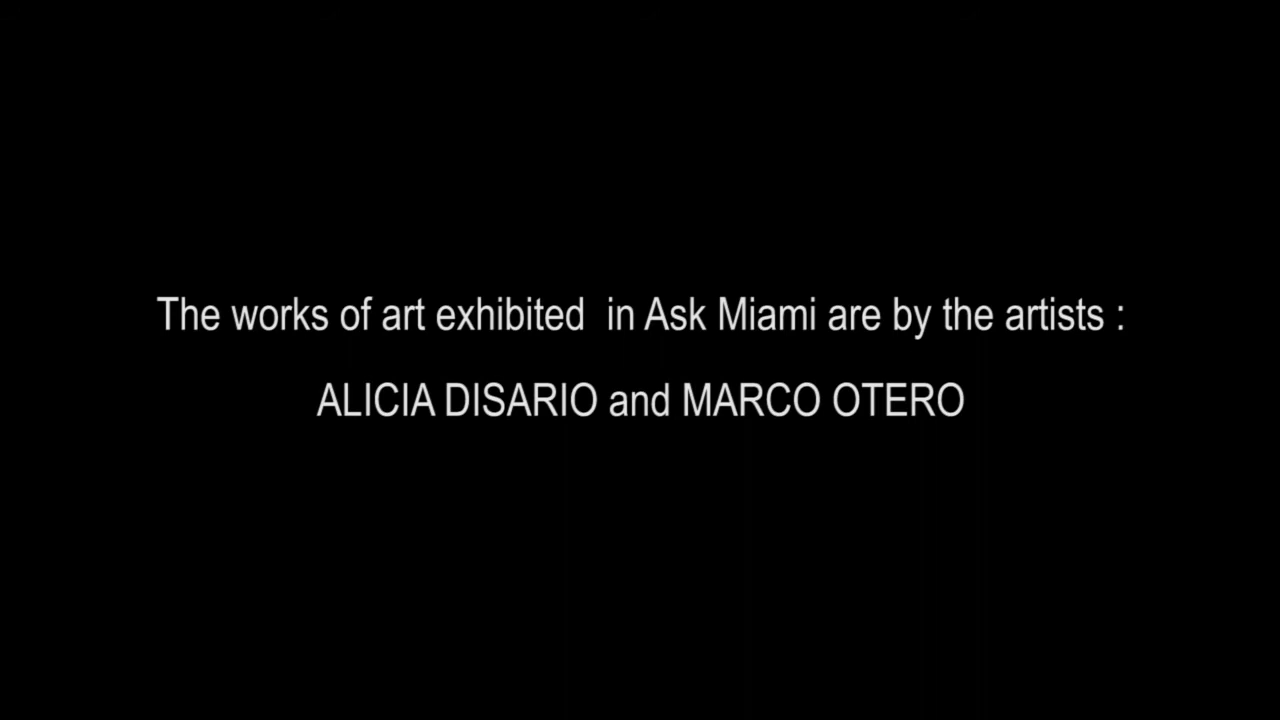 The works of art exhibited  in Ask Miami are by the artists :
ALICIA DISARIO and MARCO OTERO